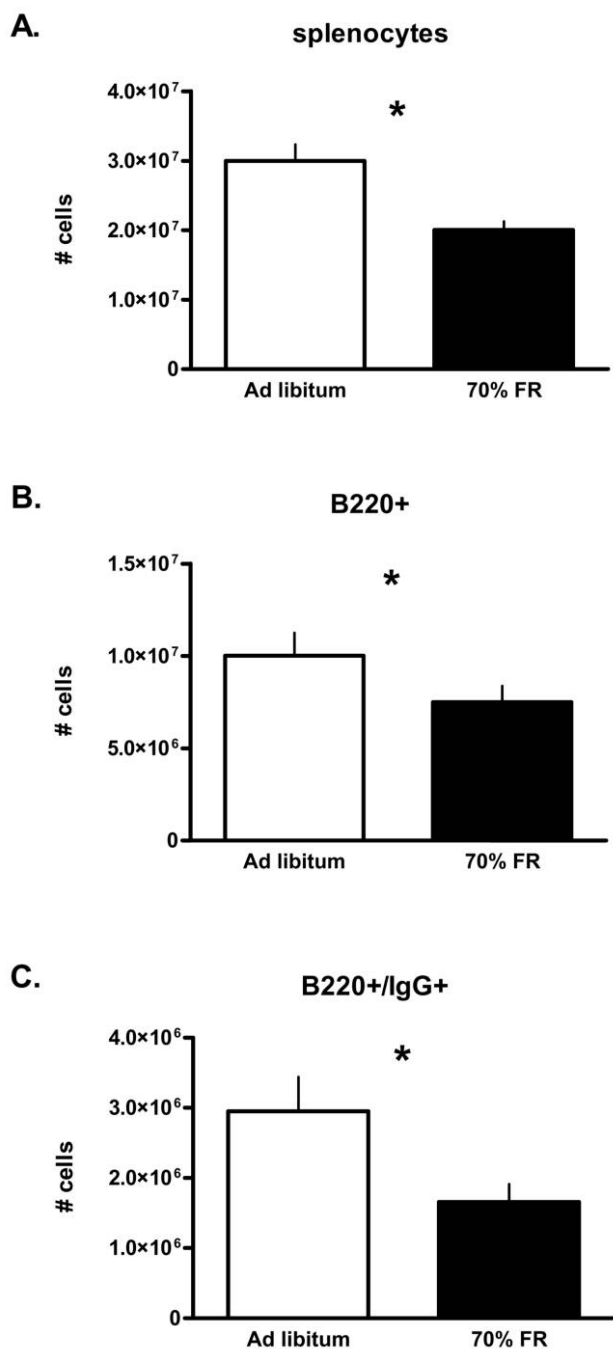 A.
splenocytes
4.0×10⁷
*
3.0×10⁷
# cells
2.0×10⁷
1.0×10⁷
0
Ad libitum 70% FR
B.
B220+
1.5×10⁷
*
1.0×10⁷
# cells
5.0×10⁶
0
Ad libitum 70% FR
C.
B220+/IgG+
4.0×10⁶
*
3.0×10⁶
# cells
2.0×10⁶
1.0×10⁶
0
Ad libitum 70% FR